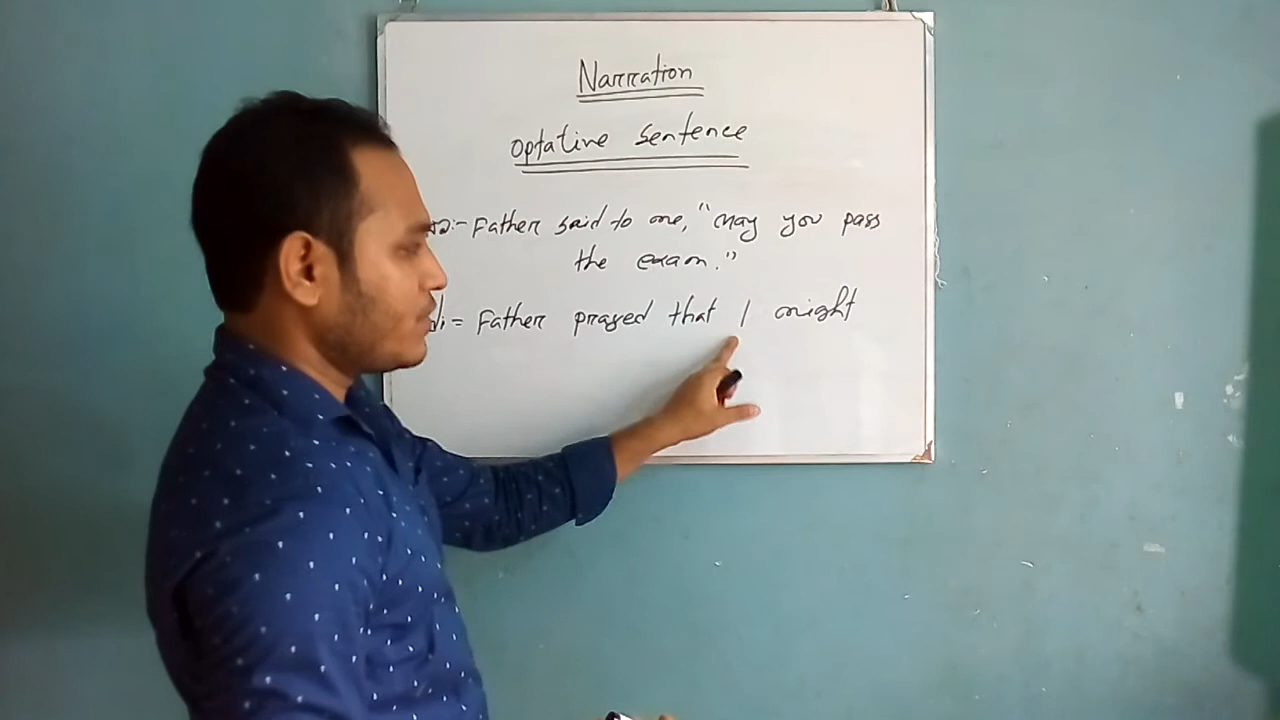 Narration
Optative Sentence
:- Father said to me, "May you pass
the exam."
:= Father prayed that I might